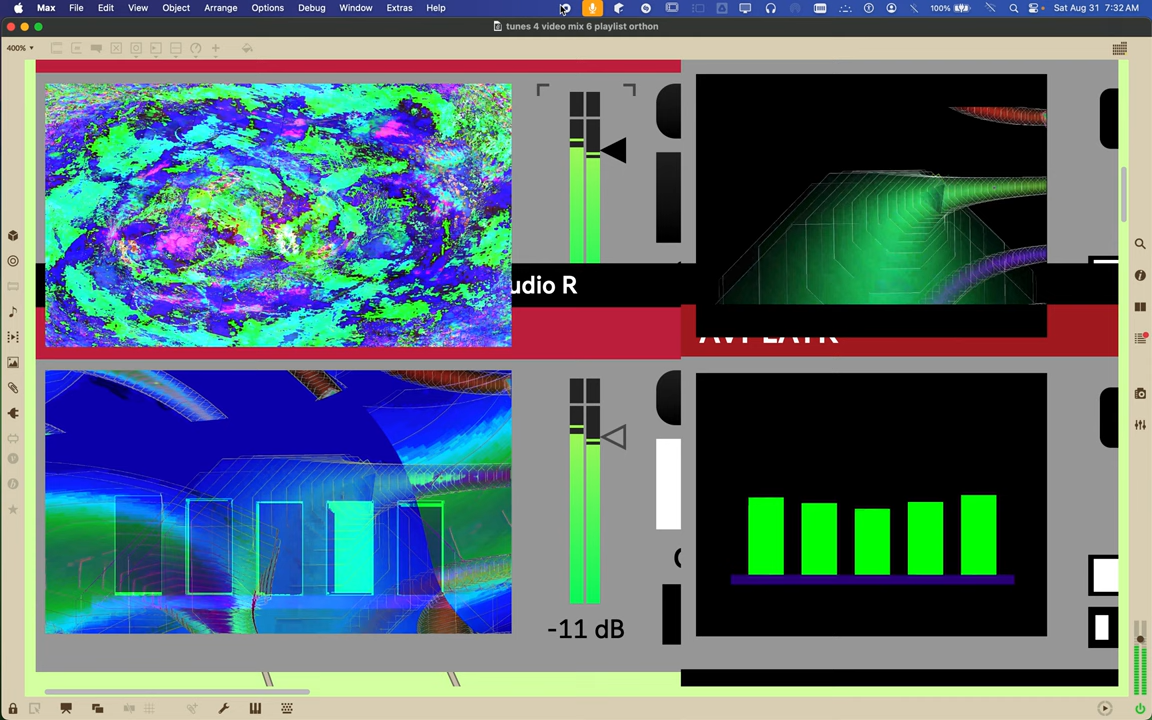 Max File Edit View Object Arrange Options Debug Window Extras Help 100% Sat Aug 31 7:32 AM
tunes 4 video mix 6 playlist orthon
400%
udio R
-11 dB